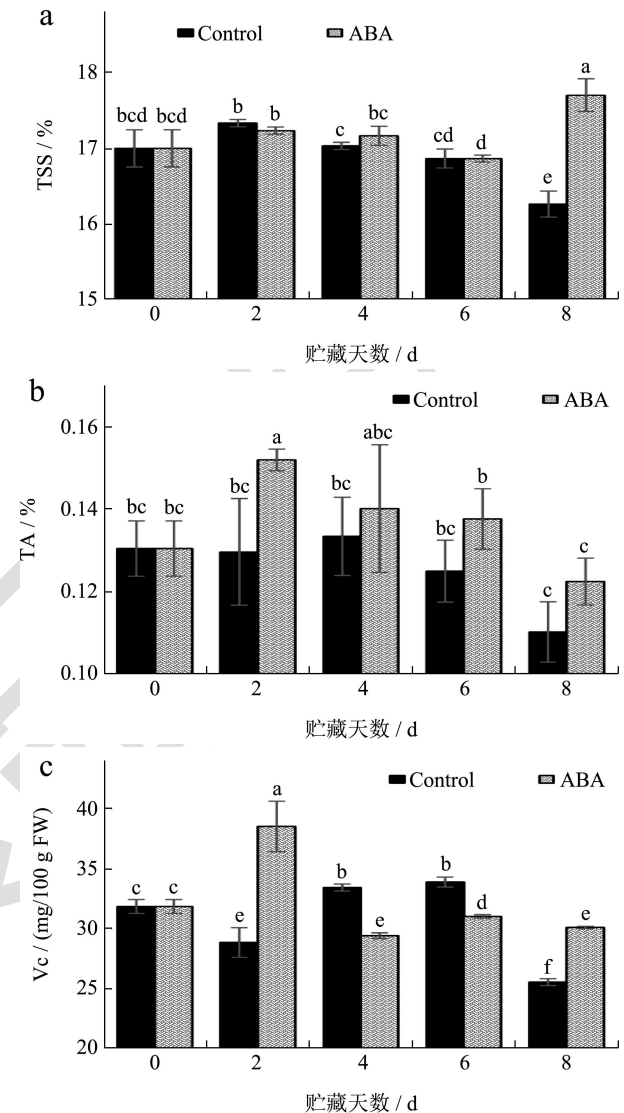 a
Control ABA
18
17
16
15
TSS / %
bcd bcd b b c bc cd d e a
0 2 4 6 8
贮藏天数 / d
b
Control ABA
0.16
0.14
0.12
0.10
TA / %
bc bc bc a bc abc bc b c c
0 2 4 6 8
贮藏天数 / d
c
Control ABA
40
35
30
25
20
Vc / (mg/100 g FW)
c c e a b e b d f e
0 2 4 6 8
贮藏天数 / d